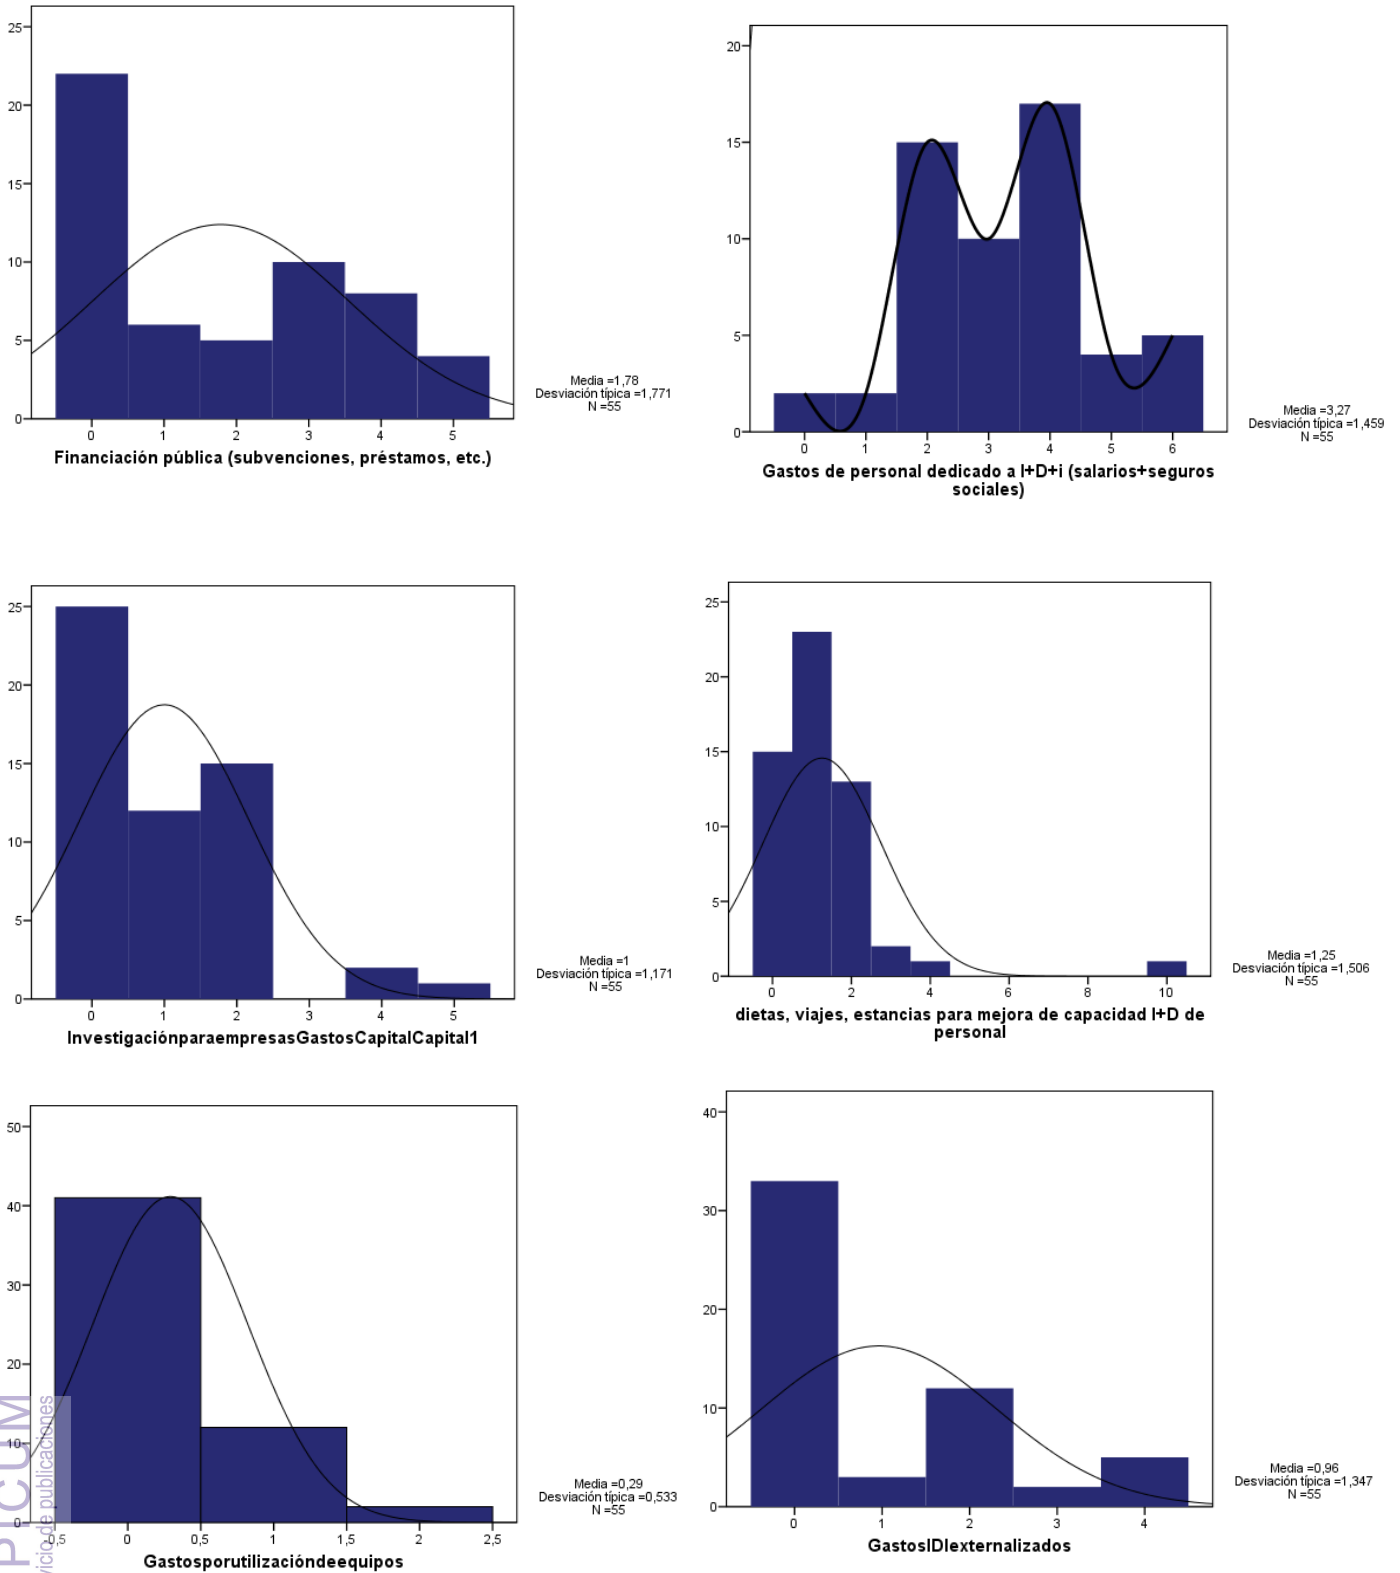 25
20
15
10
5
0
0 1 2 3 4 5
Financiación pública (subvenciones, préstamos, etc.)
Media =1,78
Desviación típica =1,771
N =55
20
15
10
5
0
0 1 2 3 4 5 6
Gastos de personal dedicado a I+D+i (salarios+seguros
sociales)
Media =3,27
Desviación típica =1,459
N =55
25
20
15
10
5
0
0 1 2 3 4 5
InvestigaciónparaempresasGastosCapitalCapital1
Media =1
Desviación típica =1,171
N =55
25
20
15
10
5
0
0 2 4 6 8 10
dietas, viajes, estancias para mejora de capacidad I+D de
personal
Media =1,25
Desviación típica =1,506
N =55
50
40
30
20
10
0
-0,5 0 0,5 1 1,5 2 2,5
Gastosporutilizacióndeequipos
Media =0,29
Desviación típica =0,533
N =55
40
30
20
10
0
0 1 2 3 4
GastosIDIexternalizados
Media =0,96
Desviación típica =1,347
N =55
PICUM
vicio de publicaciones